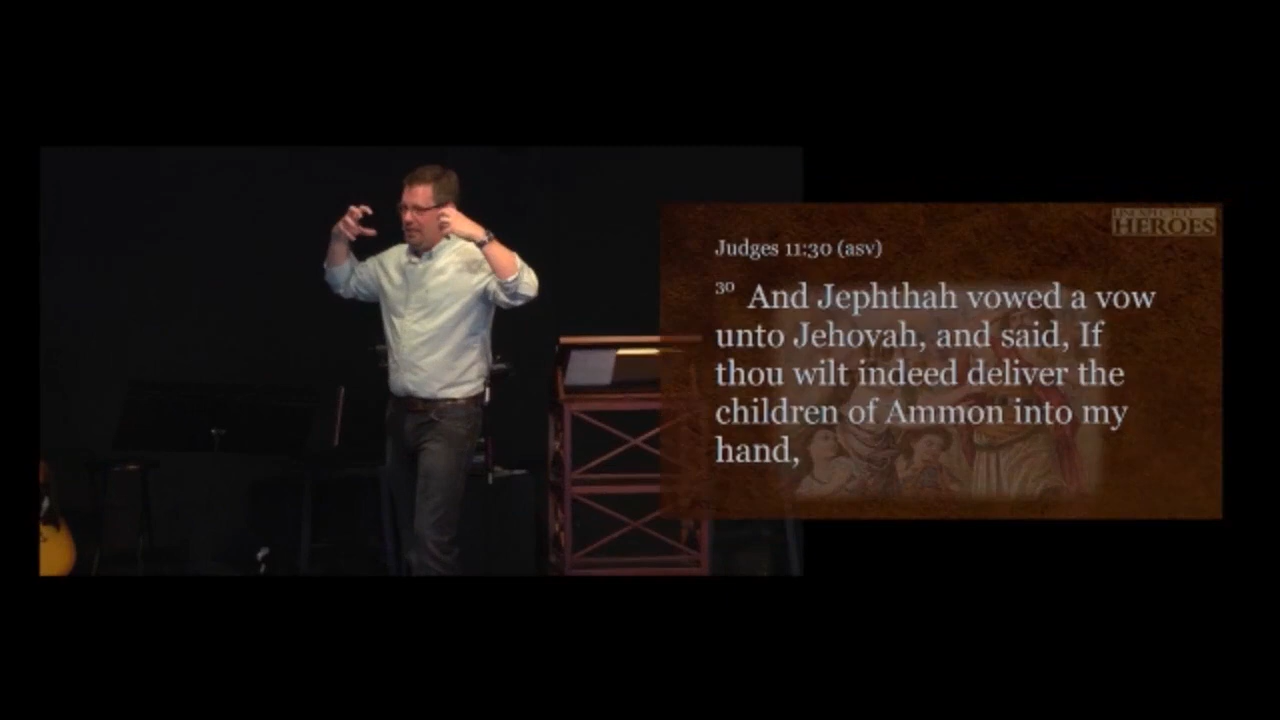 UNEXPECTED
HEROES
Judges 11:30 (asv)
30 And Jephthah vowed a vow
unto Jehovah, and said, If
thou wilt indeed deliver the
children of Ammon into my
hand,